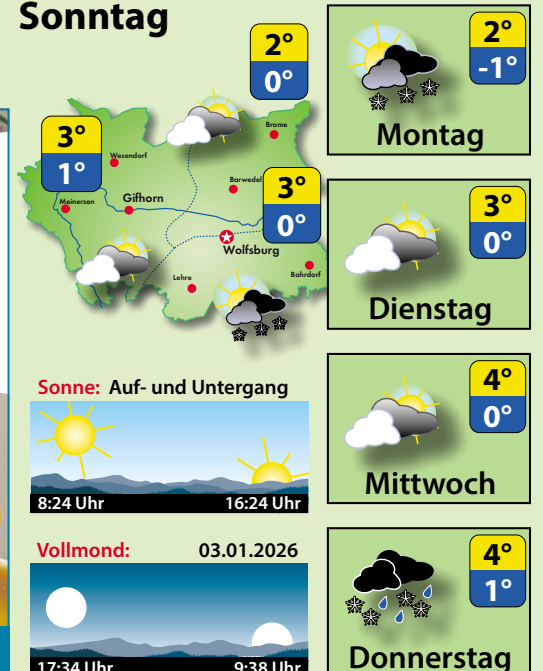 Sonntag
2°
0°
3°
1°
Brome
Wesendorf
Barwedel
3°
0°
Meinersen
Gifhorn
Wolfsburg
Lehre
Bahrdorf
Sonne: Auf- und Untergang
8:24 Uhr 16:24 Uhr
Vollmond: 03.01.2026
17:34 Uhr 9:38 Uhr
2°
-1°
Montag
3°
0°
Dienstag
4°
0°
Mittwoch
4°
1°
Donnerstag